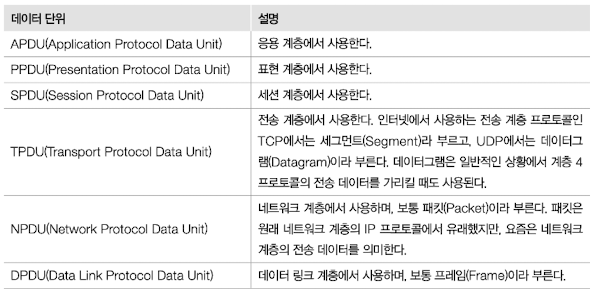 데이터 단위 설명
APDU(Application Protocol Data Unit) 응용 계층에서 사용한다.
PPDU(Presentation Protocol Data Unit) 표현 계층에서 사용한다.
SPDU(Session Protocol Data Unit) 세션 계층에서 사용한다.
전송 계층에서 사용한다. 인터넷에서 사용하는 전송 계층 프로토콜인
TCP에서는 세그먼트(Segment)라 부르고, UDP에서는 데이터그
TPDU(Transport Protocol Data Unit) 램(Datagram)이라 부른다. 데이터그램은 일반적인 상황에서 계층 4
프로토콜의 전송 데이터를 가리킬 때도 사용된다.
네트워크 계층에서 사용하며, 보통 패킷(Packet)이라 부른다. 패킷은
NPDU(Network Protocol Data Unit) 원래 네트워크 계층의 IP 프로토콜에서 유래했지만, 요즘은 네트워크
계층의 전송 데이터를 의미한다.
DPDU(Data Link Protocol Data Unit) 데이터 링크 계층에서 사용하며, 보통 프레임(Frame)이라 부른다.